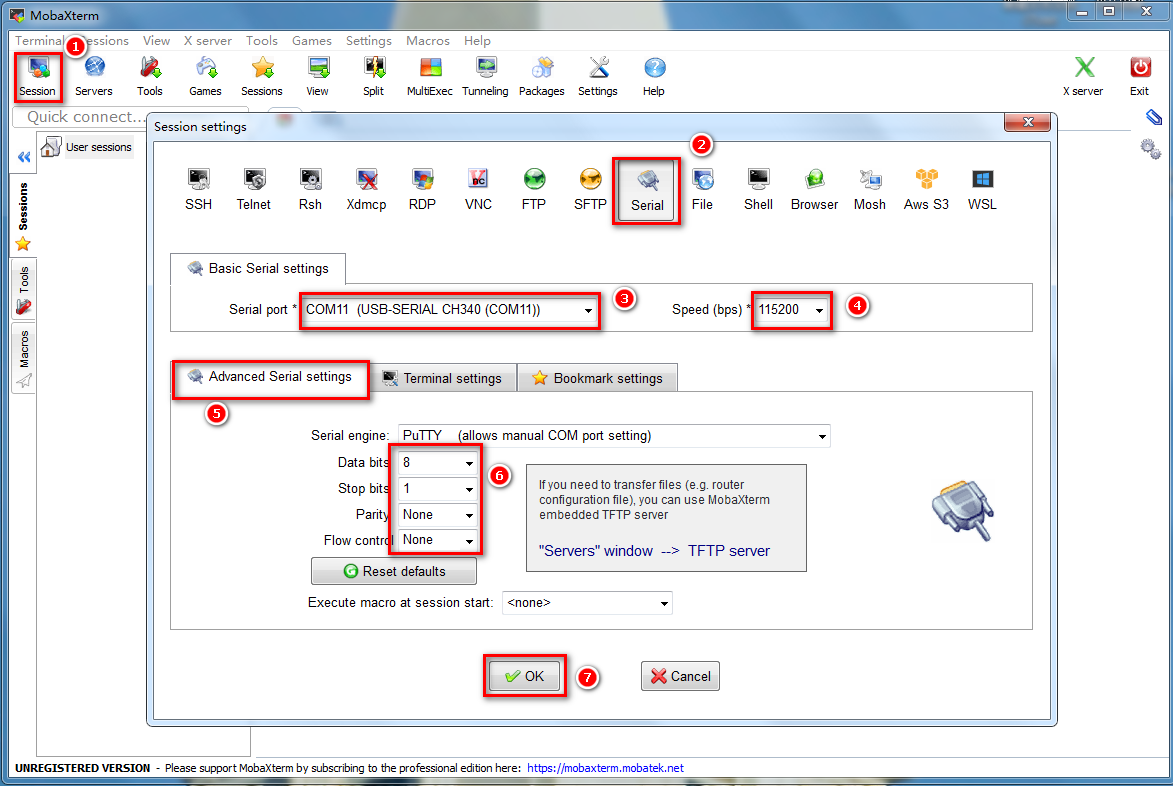 MobaXterm
Terminal Sessions View X server Tools Games Settings Macros Help
1
Session Servers Tools Games Sessions View Split MultiExec Tunneling Packages Settings Help X server Exit
Quick connect...
User sessions
Sessions
Tools
Macros
Session settings
2
SSH Telnet Rsh Xdmcp RDP VNC FTP SFTP Serial File Shell Browser Mosh Aws S3 WSL
Basic Serial settings
Serial port * COM11 (USB-SERIAL CH340 (COM11)) 3 Speed (bps) * 115200 4
Advanced Serial settings Terminal settings Bookmark settings
5
Serial engine: PuTTY (allows manual COM port setting)
Data bits 8
6
Stop bits 1
Parity None
Flow control None
If you need to transfer files (e.g. router
configuration file), you can use MobaXterm
embedded TFTP server
"Servers" window --> TFTP server
Reset defaults
Execute macro at session start: <none>
OK 7 Cancel
UNREGISTERED VERSION - Please support MobaXterm by subscribing to the professional edition here: https://mobaxterm.mobatek.net